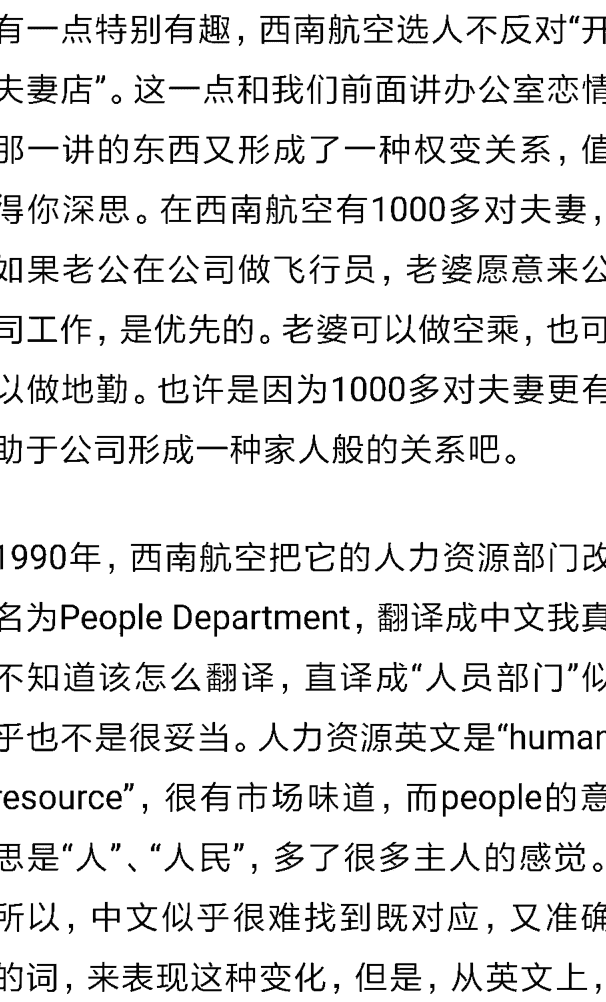 有一点特别有趣，西南航空选人不反对“开
夫妻店”。这一点和我们前面讲办公室恋情
那一讲的东西又形成了一种权变关系，值
得你深思。在西南航空有1000多对夫妻，
如果老公在公司做飞行员，老婆愿意来公
司工作，是优先的。老婆可以做空乘，也可
以做地勤。也许是因为1000多对夫妻更有
助于公司形成一种家人般的关系吧。
1990年，西南航空把它的人力资源部门改
名为People Department，翻译成中文我真
不知道该怎么翻译，直译成“人员部门”似
乎也不是很妥当。人力资源英文是“human
resource”，很有市场味道，而people的意
思是“人”、“人民”，多了很多主人的感觉。
所以，中文似乎很难找到既对应，又准确
的词，来表现这种变化，但是，从英文上，